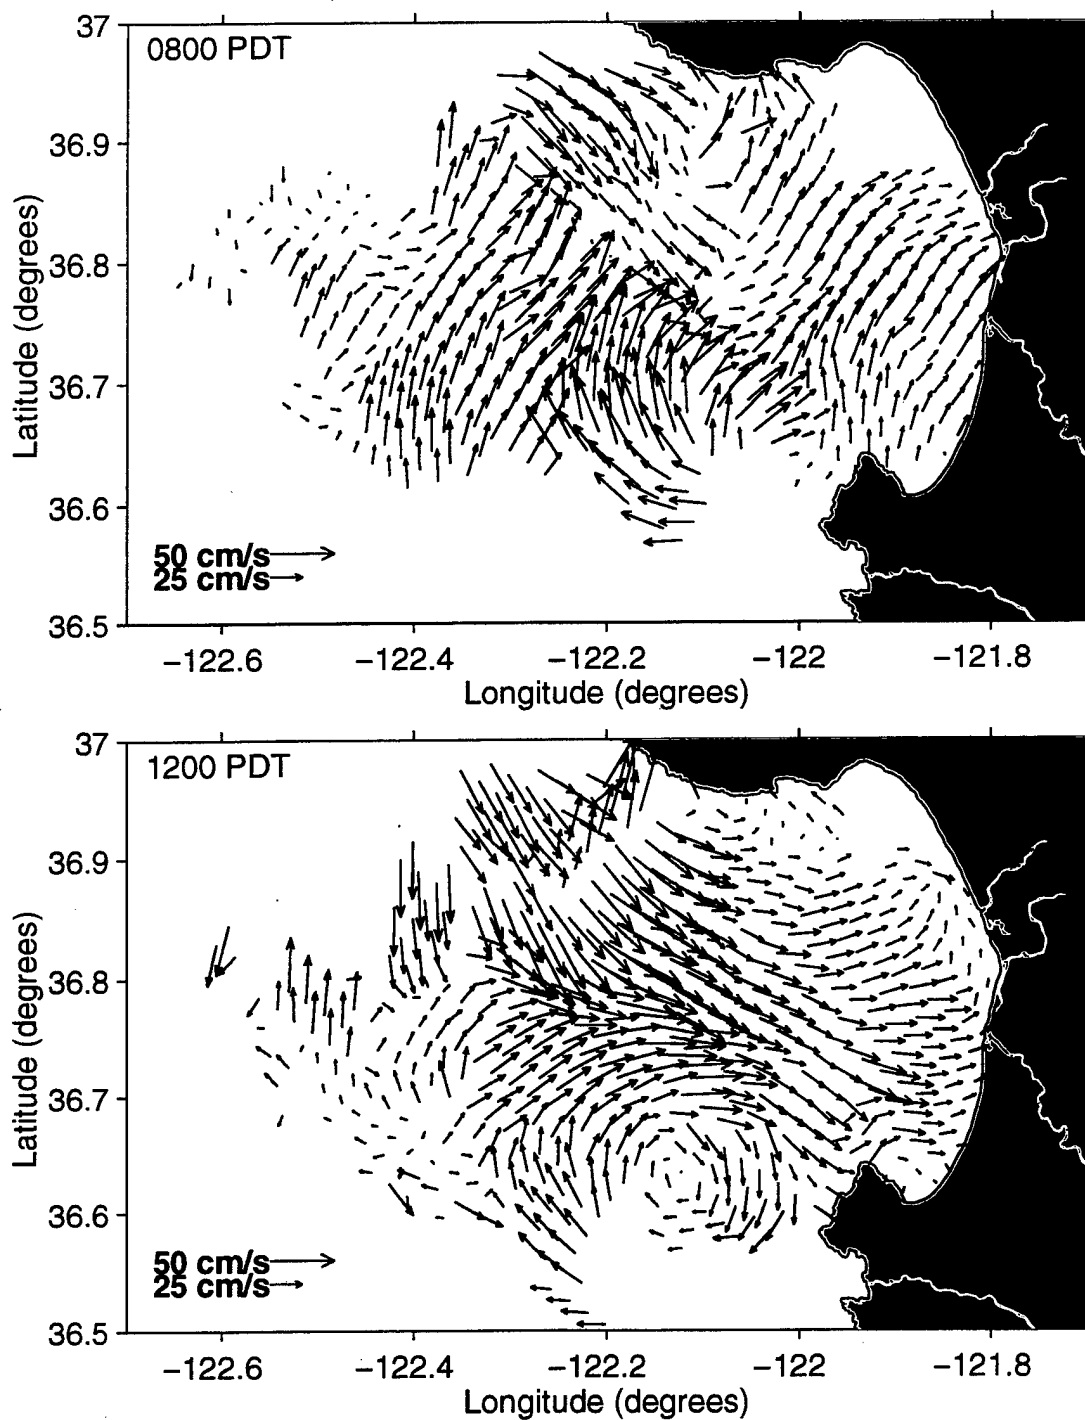 37
0800 PDT
36.9
36.8
36.7
36.6
36.5
Latitude (degrees)
50 cm/s
25 cm/s
−122.6 −122.4 −122.2 −122 −121.8
Longitude (degrees)
37
1200 PDT
36.9
36.8
36.7
36.6
36.5
Latitude (degrees)
50 cm/s
25 cm/s
−122.6 −122.4 −122.2 −122 −121.8
Longitude (degrees)